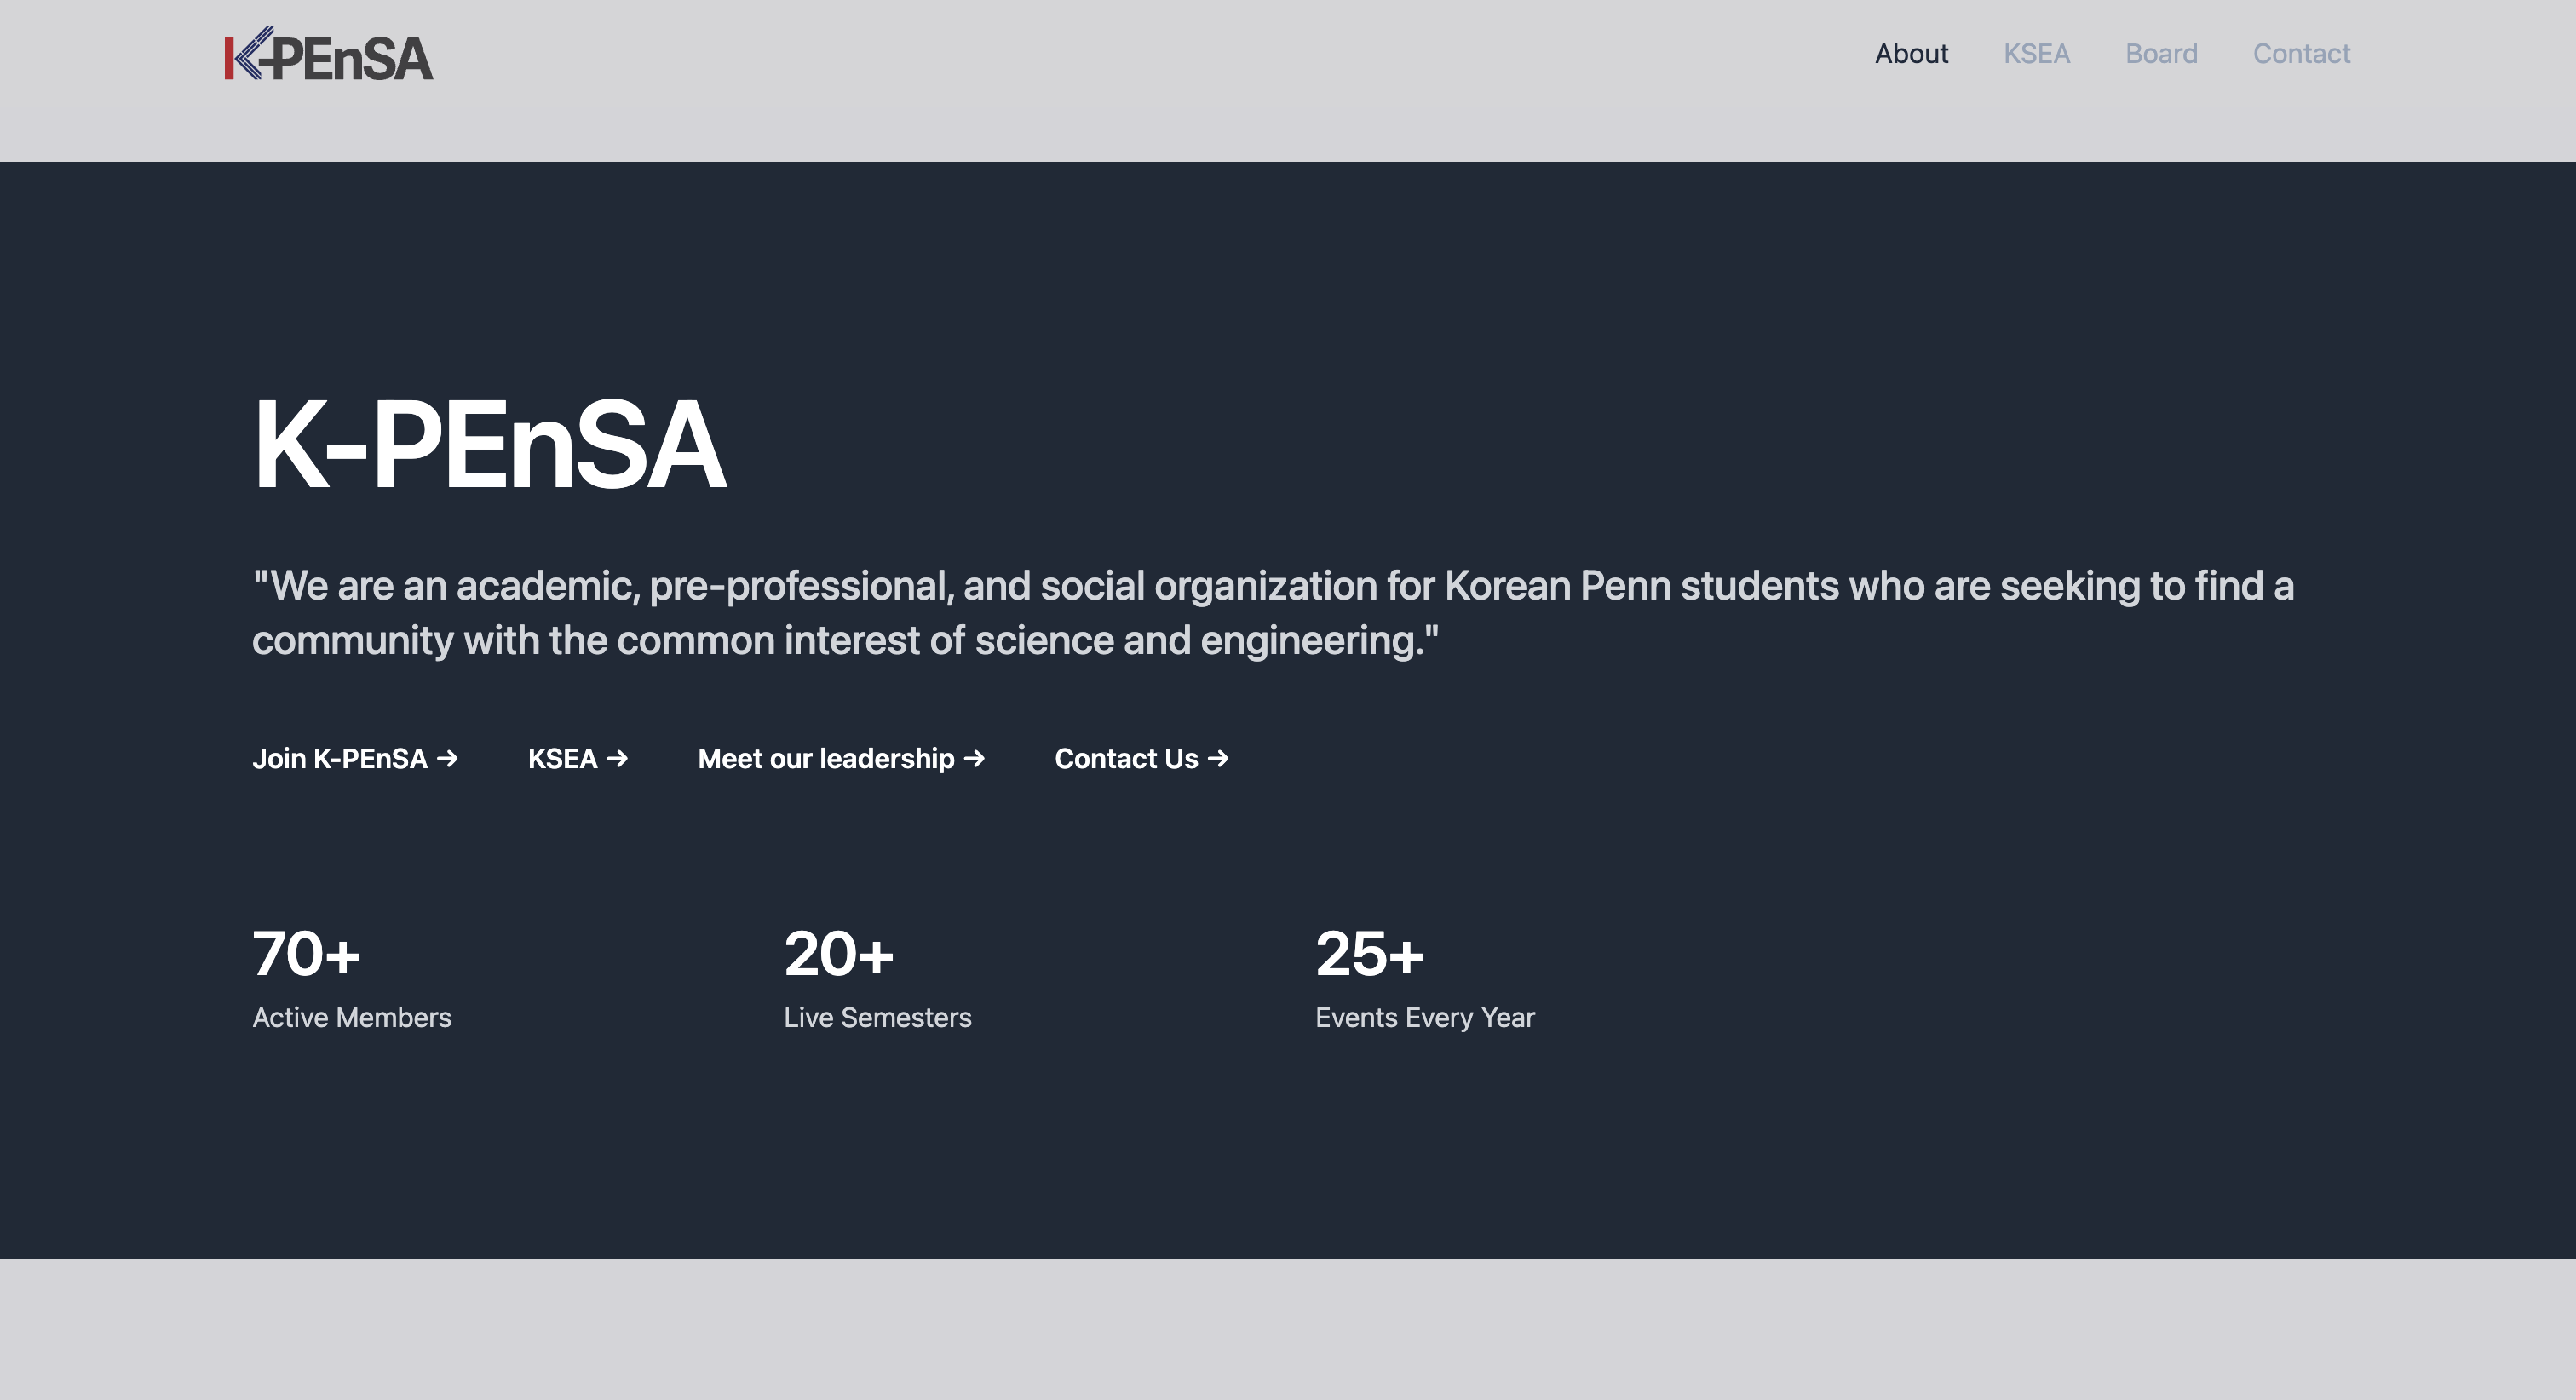 K-PEnSA
About KSEA Board Contact
K-PEnSA
"We are an academic, pre-professional, and social organization for Korean Penn students who are seeking to find a
community with the common interest of science and engineering."
Join K-PEnSA → KSEA → Meet our leadership → Contact Us →
70+ 20+ 25+
Active Members Live Semesters Events Every Year